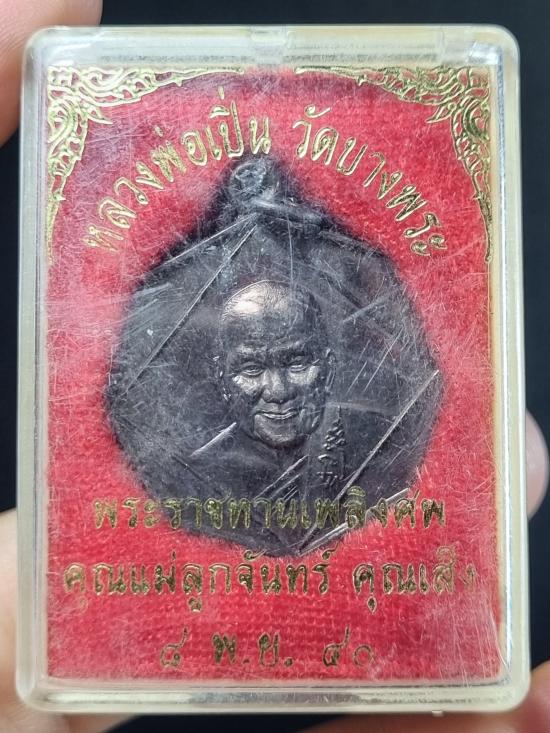 หลวงพ่อเปิ่น วัดบางพระ
พระราชทานเพลิงศพ
คุณแม่ลูกจันทร์ คุณเส็ง
๘ พ.ย. ๔๐